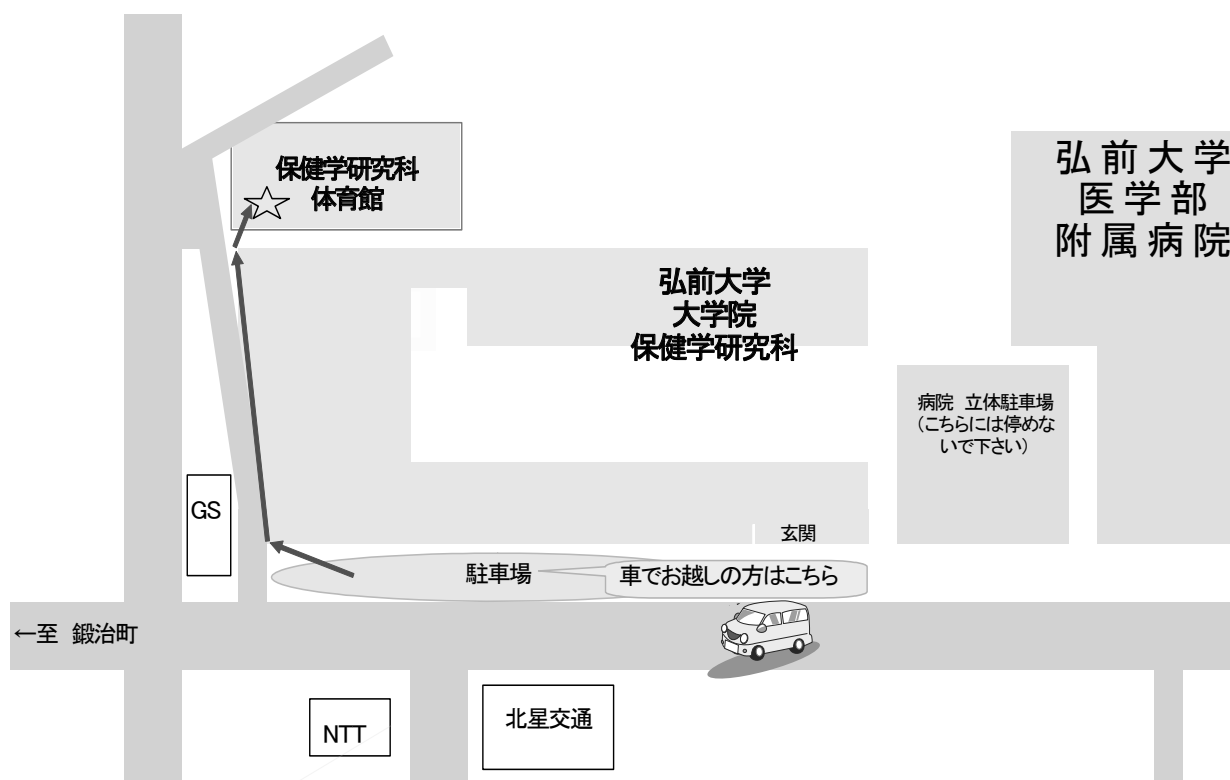 保健学研究科
体育館
弘前大学
医学部
附属病院
弘前大学
大学院
保健学研究科
病院 立体駐車場
(こちらには停めな
いで下さい)
GS
玄関
駐車場
車でお越しの方はこちら
←至 鍛治町
NTT
北星交通